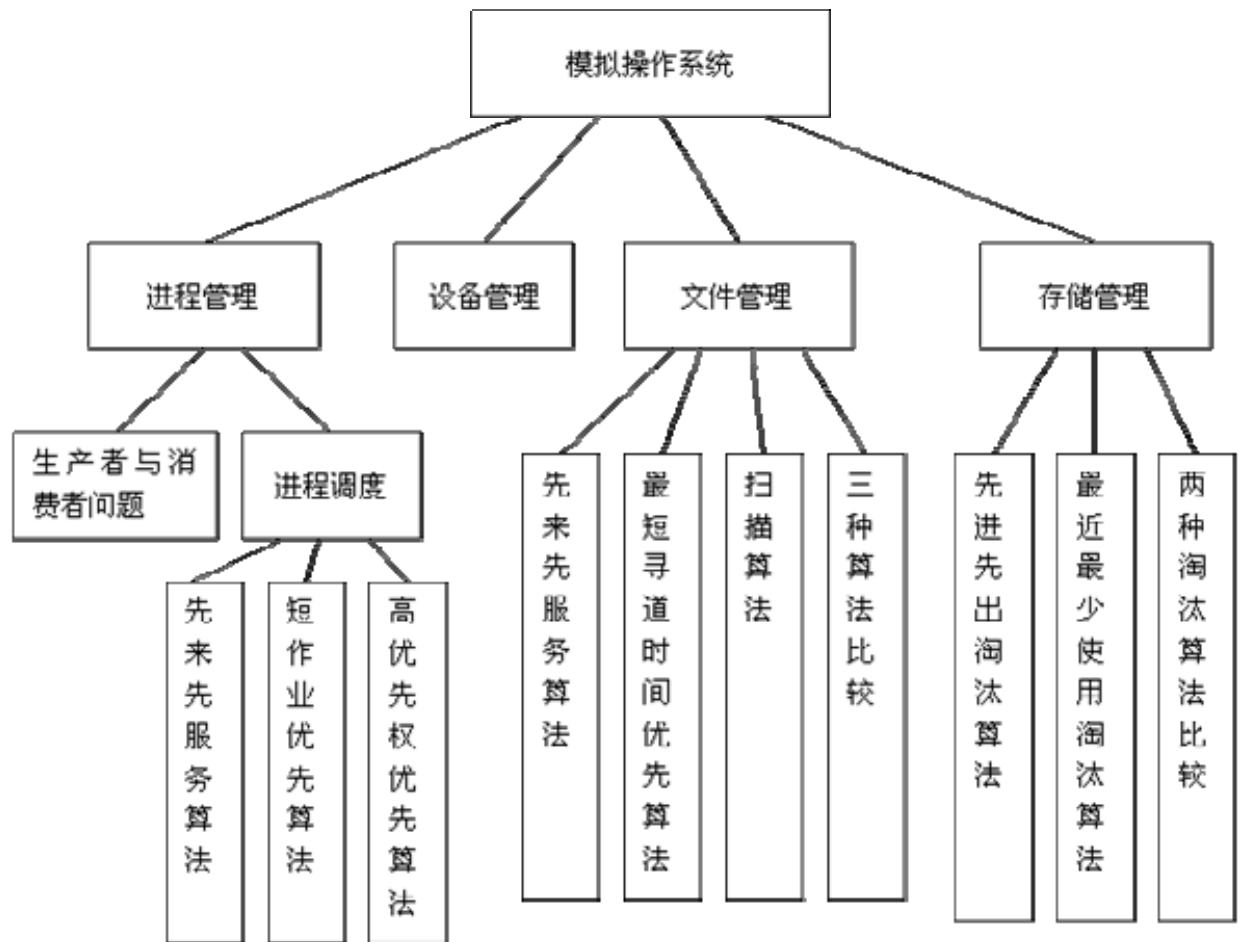 模拟操作系统
进程管理
设备管理
文件管理
存储管理
生产者与消
费者问题
进程调度
先来先服务算法
短作业优先算法
高优先权优先算法
先来先服务算法
最短寻道时间优先算法
扫描算法
三种算法比较
先进先出淘汰算法
最近最少使用淘汰算法
两种淘汰算法比较